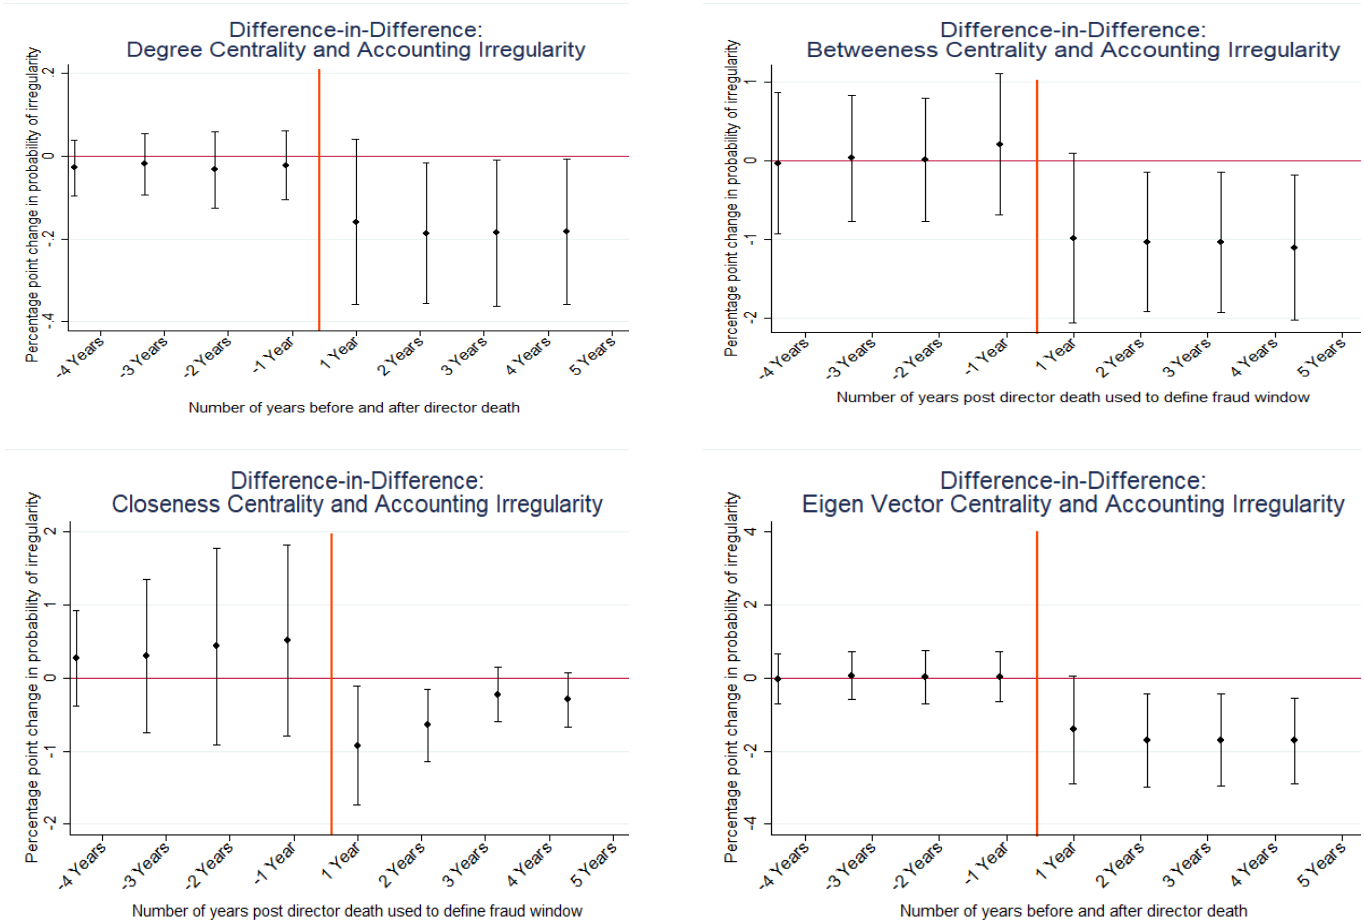 Difference-in-Difference:
Degree Centrality and Accounting Irregularity
Percentage point change in probability of irregularity
.2
0
-.2
-.4
-4 Years
-3 Years
-2 Years
-1 Year
1 Year
2 Years
3 Years
4 Years
5 Years
Number of years before and after director death
Difference-in-Difference:
Betweeness Centrality and Accounting Irregularity
Percentage point change in probability of irregularity
1
0
-1
-2
-4 Years
-3 Years
-2 Years
-1 Years
1 Year
2 Years
3 Years
4 Years
5 Years
Number of years post director death used to define fraud window
Difference-in-Difference:
Closeness Centrality and Accounting Irregularity
Percentage point change in probability of irregularity
2
1
0
-1
-2
-4 Years
-3 Years
-2 Years
-1 Year
1 Year
2 Years
3 Years
4 Years
5 Years
Number of years post director death used to define fraud window
Difference-in-Difference:
Eigen Vector Centrality and Accounting Irregularity
Percentage point change in probability of irregularity
4
2
0
-2
-4
-4 Years
-3 Years
-2 Years
-1 Years
1 Year
2 Years
3 Years
4 Years
5 Years
Number of years before and after director death